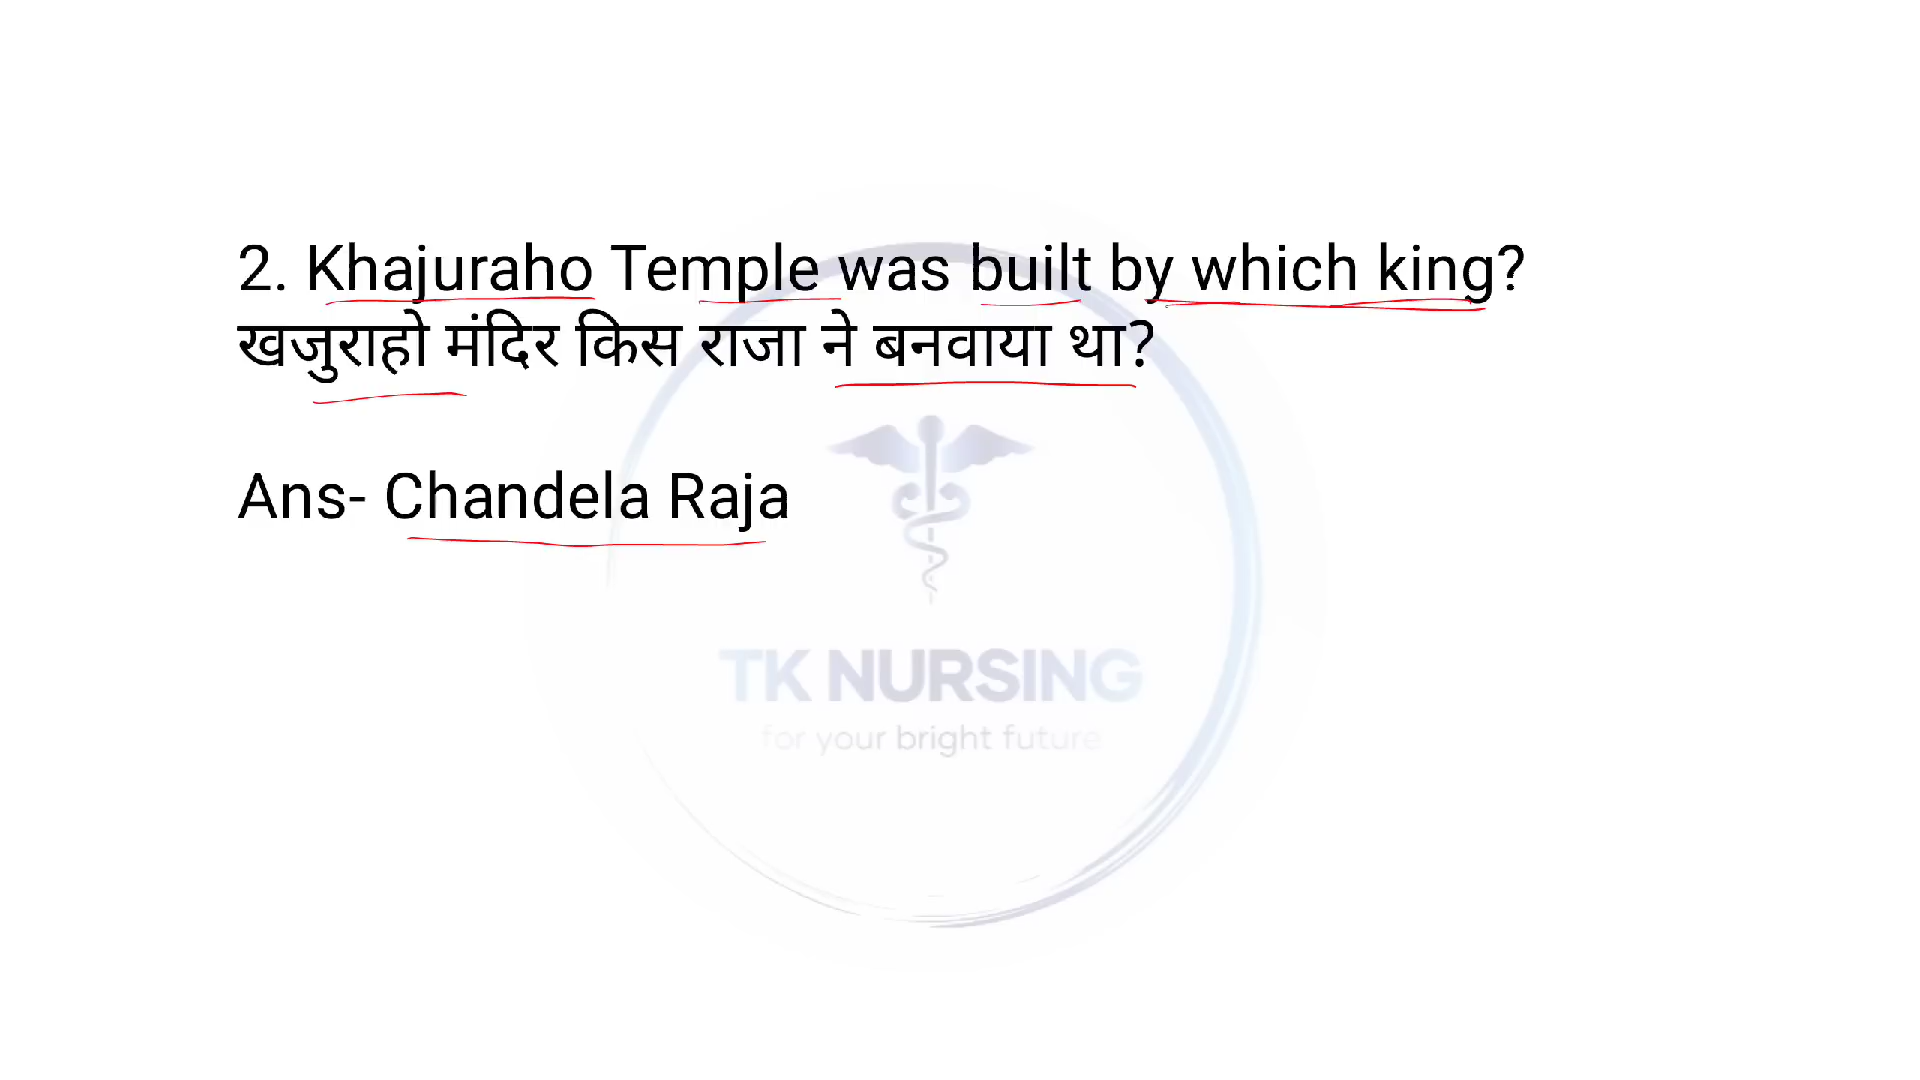 2. Khajuraho Temple was built by which king?
खजुराहो मंदिर किस राजा ने बनवाया था?
Ans- Chandela Raja
TK NURSING
for your bright future